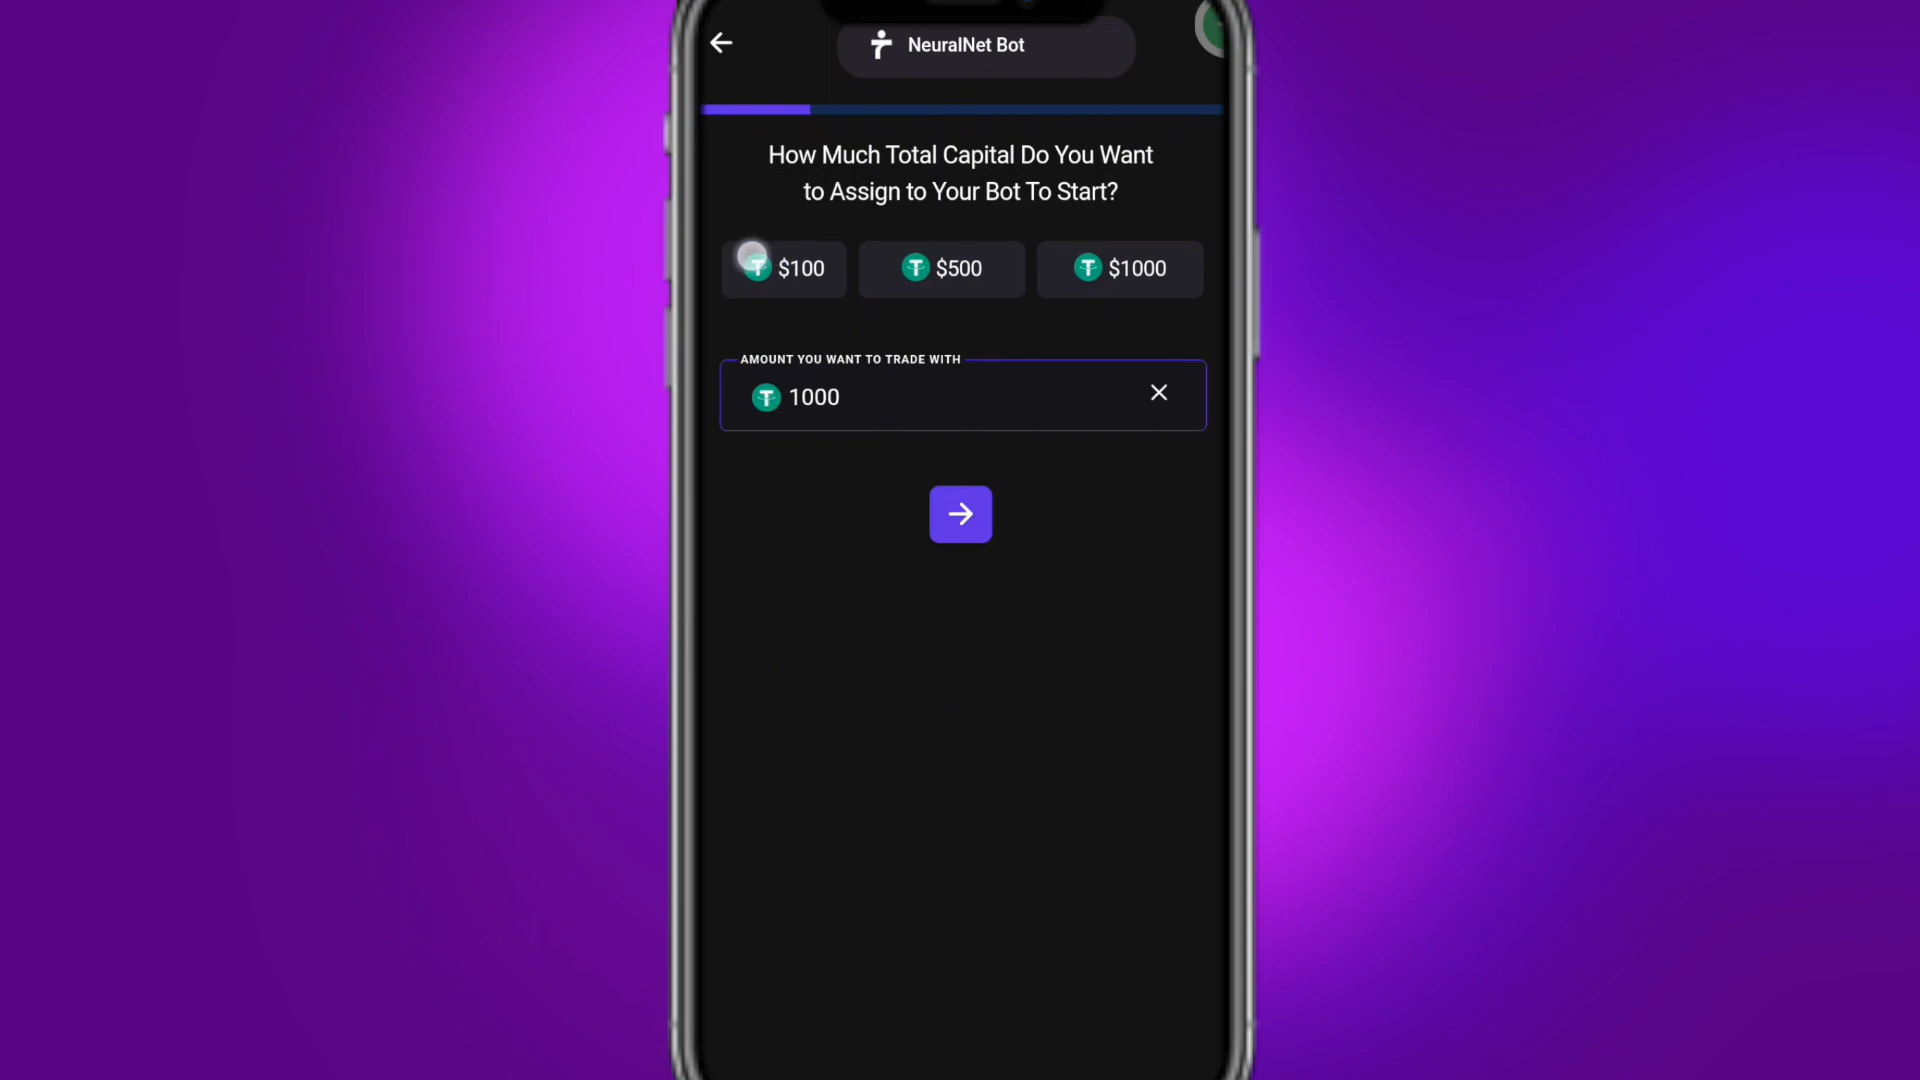 NeuralNet Bot
How Much Total Capital Do You Want
to Assign to Your Bot To Start?
$100 $500 $1000
AMOUNT YOU WANT TO TRADE WITH
1000